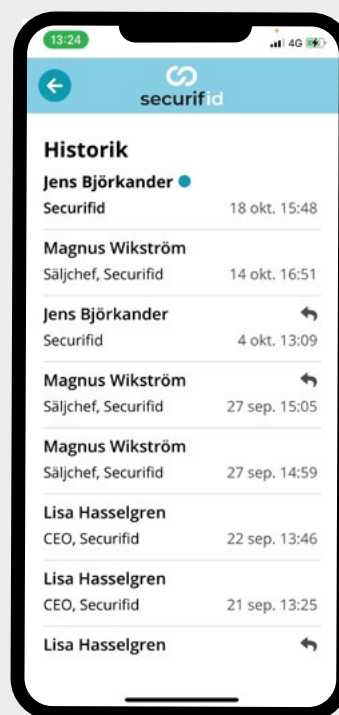 13:24
4G
securifid
Historik
Jens Björkander
Securifid 18 okt. 15:48
Magnus Wikström
Säljchef, Securifid 14 okt. 16:51
Jens Björkander
Securifid 4 okt. 13:09
Magnus Wikström
Säljchef, Securifid 27 sep. 15:05
Magnus Wikström
Säljchef, Securifid 27 sep. 14:59
Lisa Hasselgren
CEO, Securifid 22 sep. 13:46
Lisa Hasselgren
CEO, Securifid 21 sep. 13:25
Lisa Hasselgren